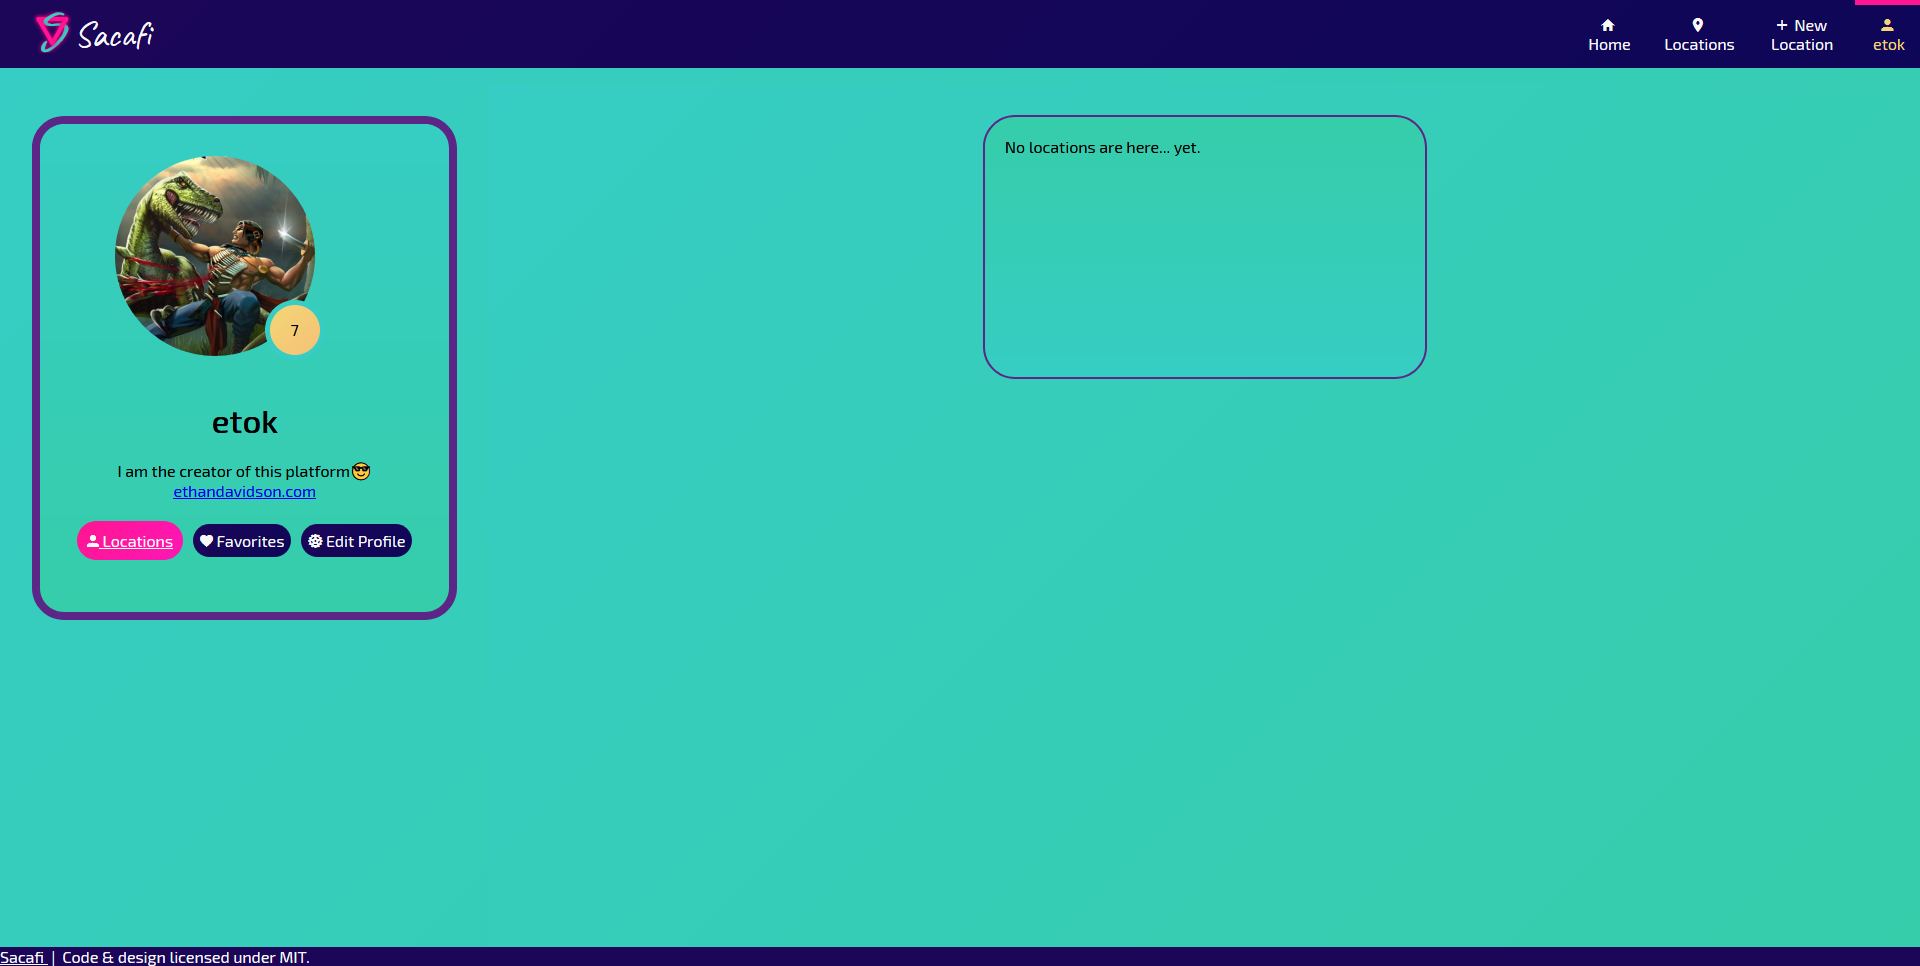 Sacafi
Home
Locations
+ New
Location
etok
7
etok
I am the creator of this platform😎
ethandavidson.com
Locations
Favorites
Edit Profile
No locations are here... yet.
Sacafi | Code & design licensed under MIT.